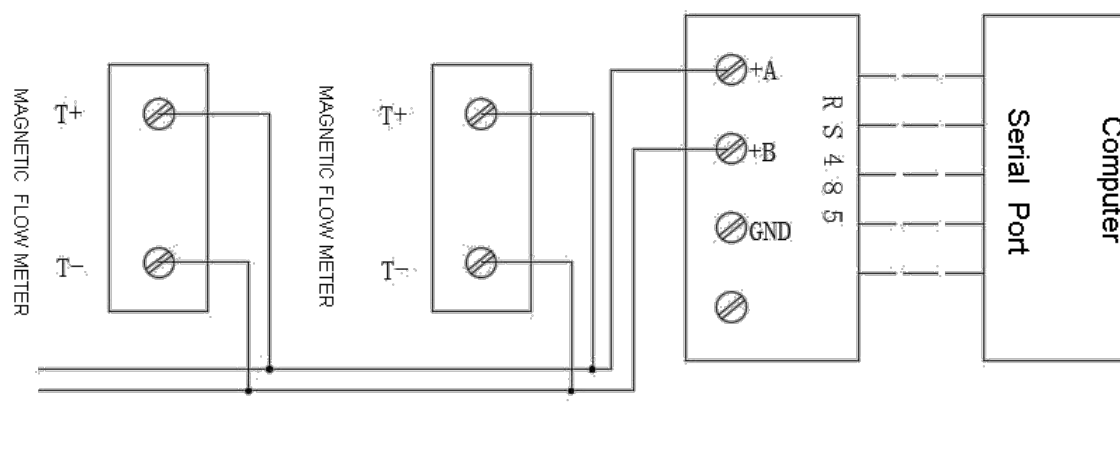 MAGNETIC FLOW METER
T+
T-
MAGNETIC FLOW METER
T+
T-
+A
+B
GND
RS485
Serial Port
Computer